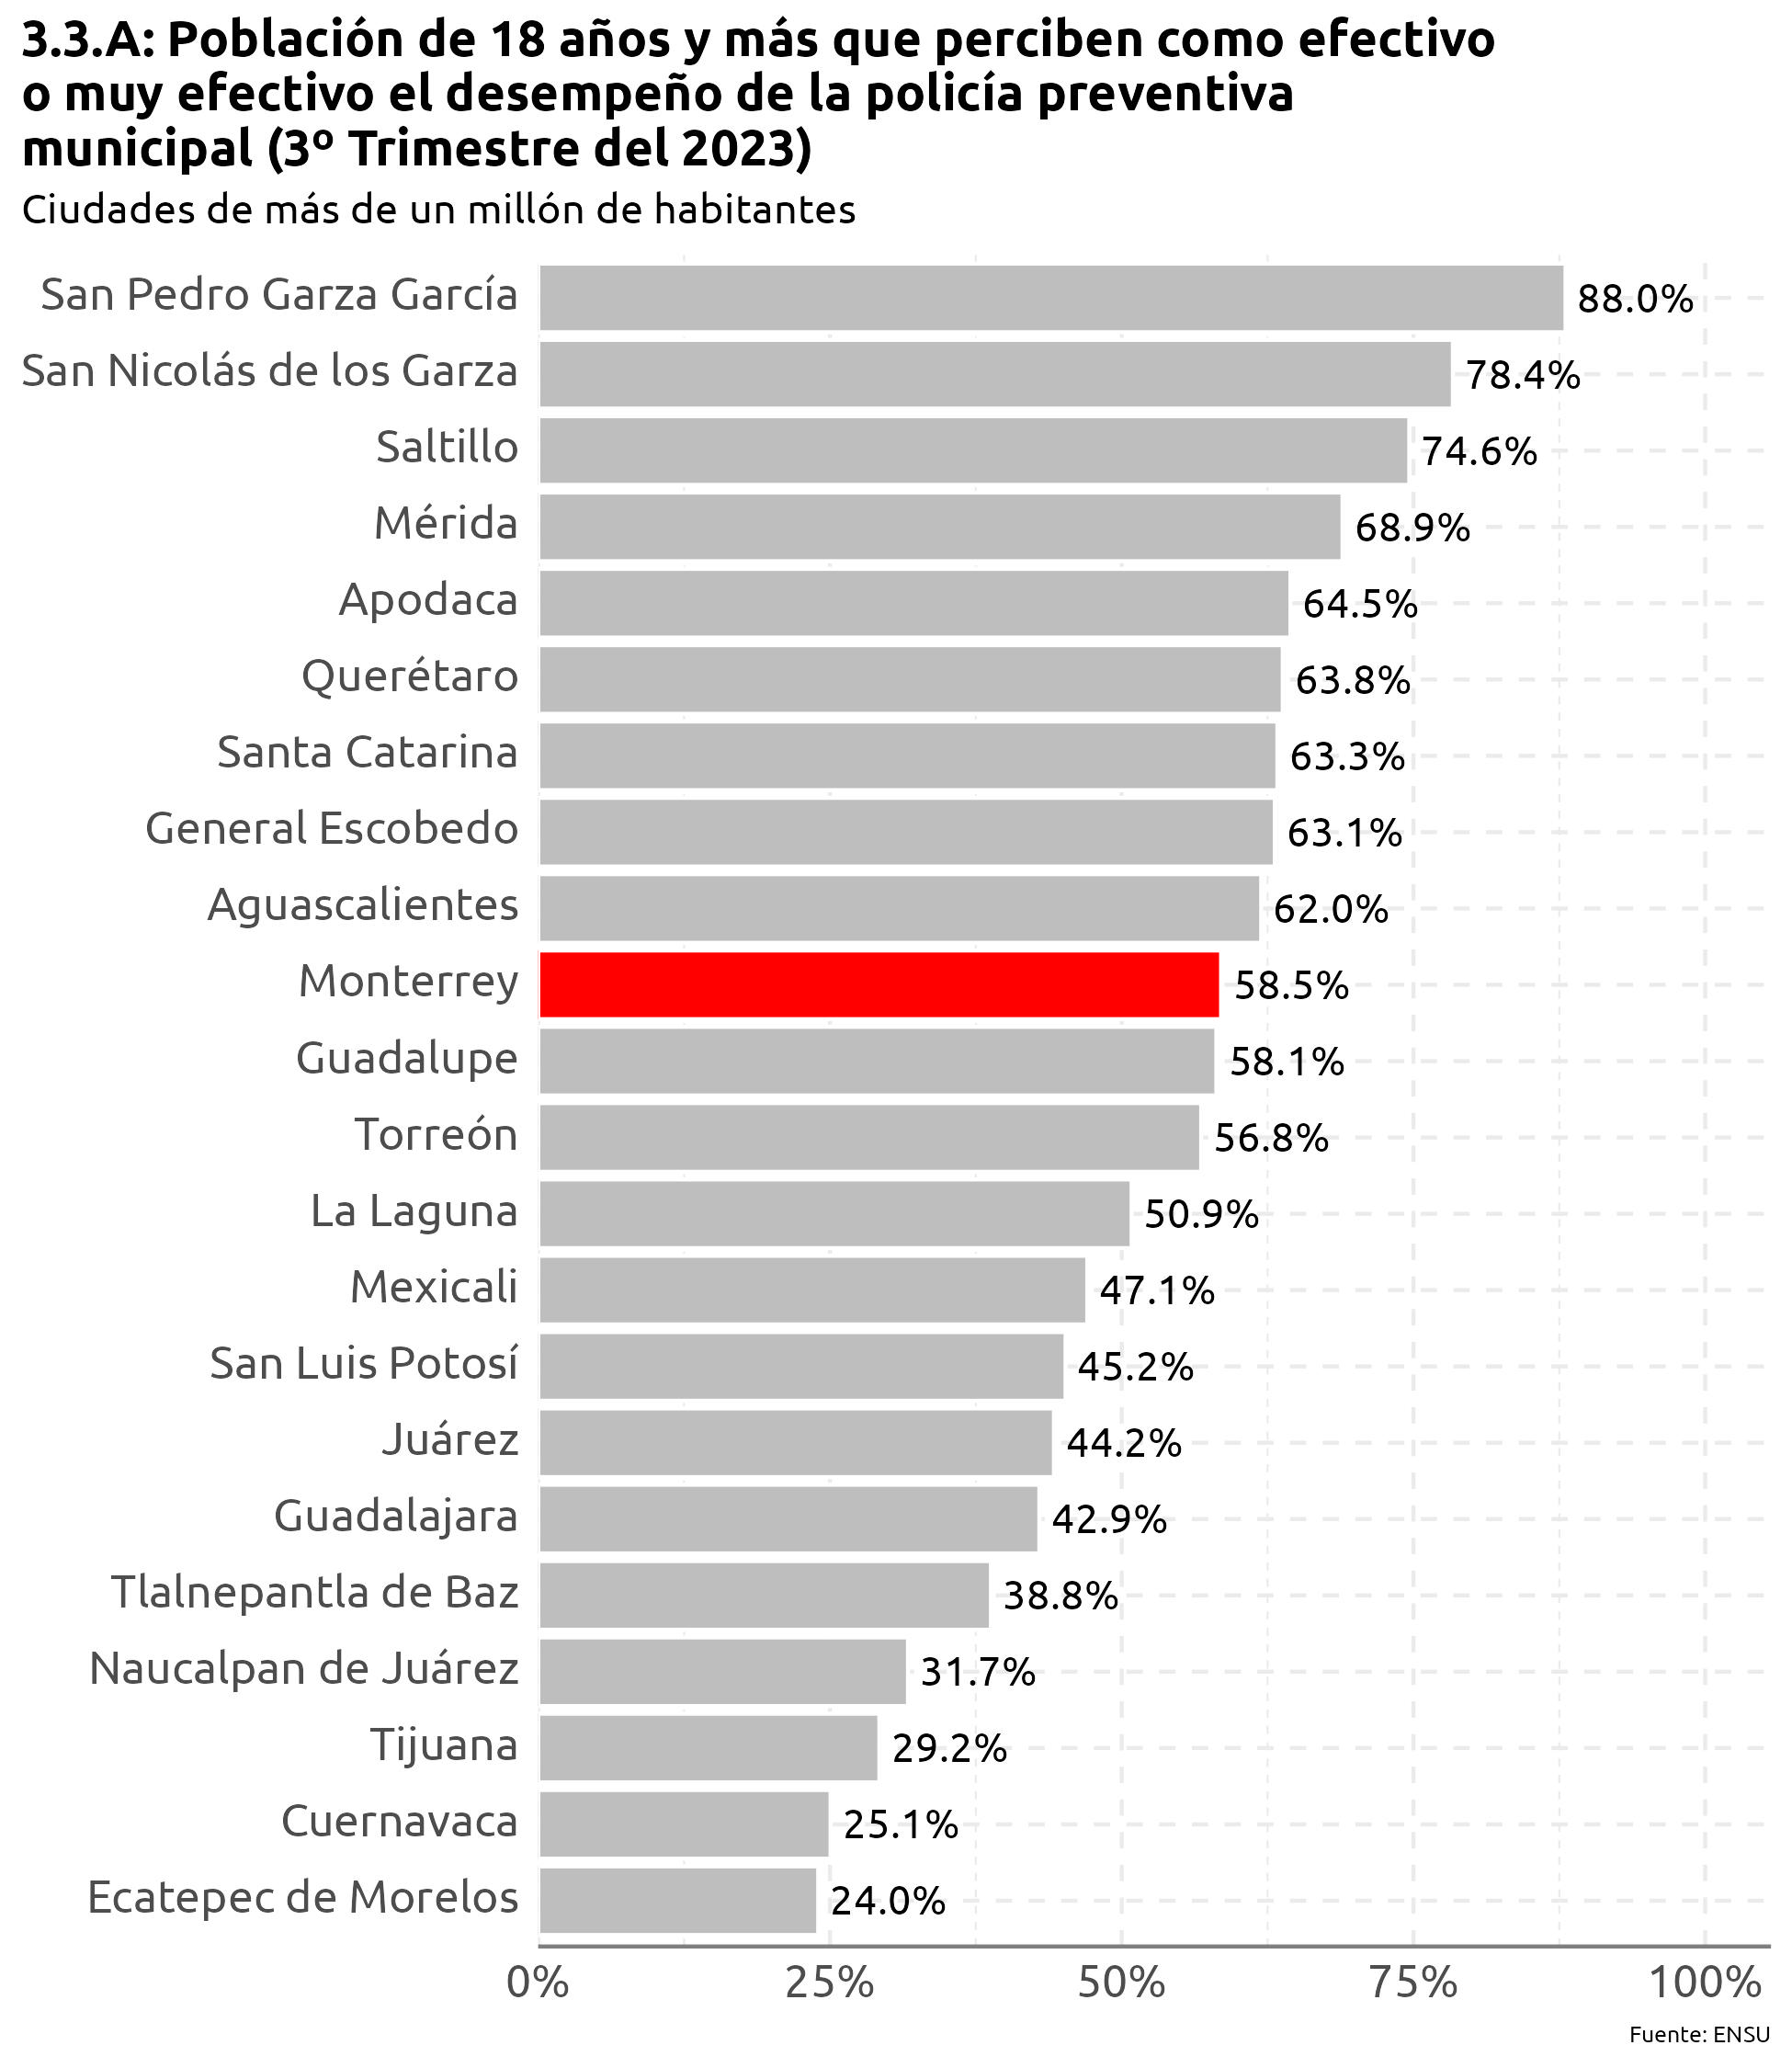 3.3.A: Población de 18 años y más que perciben como efectivo
o muy efectivo el desempeño de la policía preventiva
municipal (3º Trimestre del 2023)
Ciudades de más de un millón de habitantes
San Pedro Garza García 88.0%
San Nicolás de los Garza 78.4%
Saltillo 74.6%
Mérida 68.9%
Apodaca 64.5%
Querétaro 63.8%
Santa Catarina 63.3%
General Escobedo 63.1%
Aguascalientes 62.0%
Monterrey 58.5%
Guadalupe 58.1%
Torreón 56.8%
La Laguna 50.9%
Mexicali 47.1%
San Luis Potosí 45.2%
Juárez 44.2%
Guadalajara 42.9%
Tlalnepantla de Baz 38.8%
Naucalpan de Juárez 31.7%
Tijuana 29.2%
Cuernavaca 25.1%
Ecatepec de Morelos 24.0%
0% 25% 50% 75% 100%
Fuente: ENSU